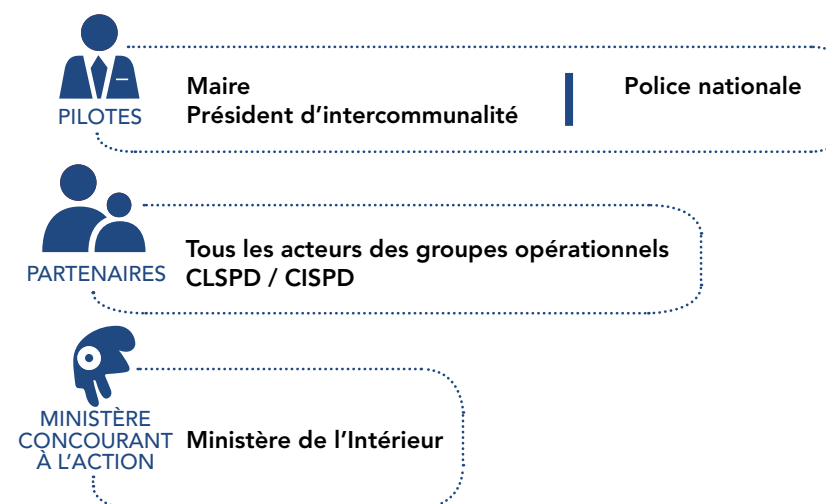 PILOTES
Maire
Président d’intercommunalité
Police nationale
PARTENAIRES
Tous les acteurs des groupes opérationnels
CLSPD / CISPD
MINISTÈRE
CONCOURANT
À L’ACTION
Ministère de l’Intérieur